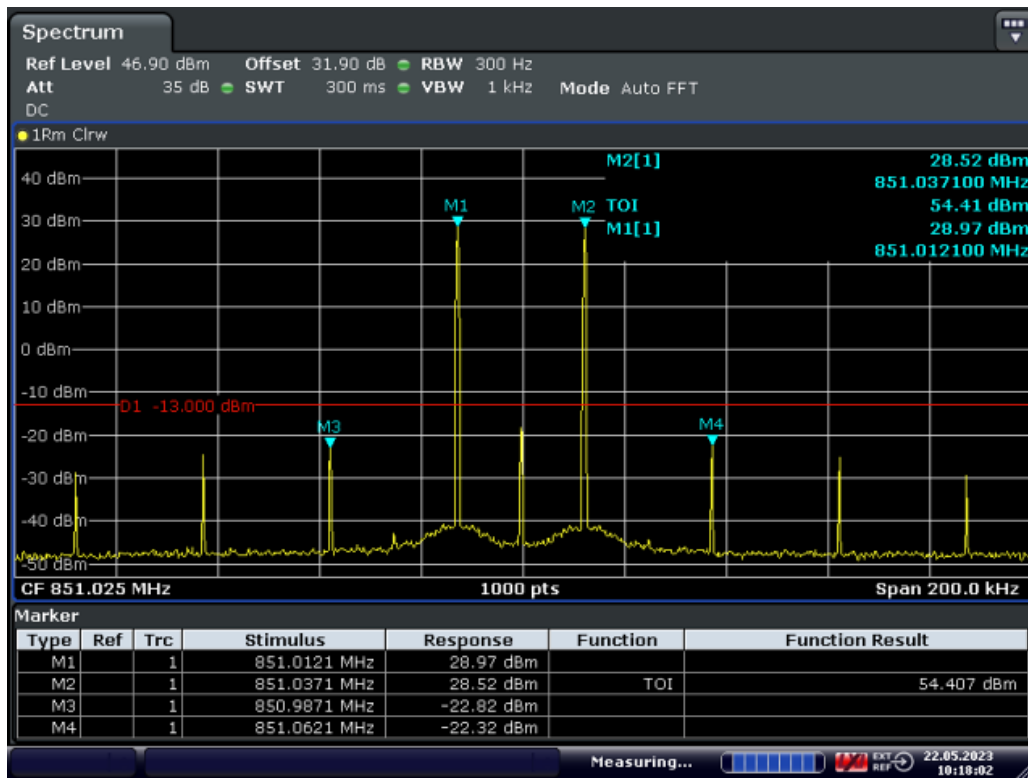 Spectrum
Ref Level 46.90 dBm Offset 31.90 dB RBW 300 Hz
Att 35 dB SWT 300 ms VBW 1 kHz Mode Auto FFT
DC
1Rm Clrw
M2[1] 28.52 dBm
851.037100 MHz
TOI 54.41 dBm
M1[1] 28.97 dBm
851.012100 MHz
40 dBm
30 dBm
20 dBm
10 dBm
0 dBm
-10 dBm
-20 dBm
-30 dBm
-40 dBm
-50 dBm
M1
M2
D1 -13.000 dBm
M3
M4
CF 851.025 MHz 1000 pts Span 200.0 kHz
Marker
Type Ref Trc Stimulus Response Function Function Result
M1 1 851.0121 MHz 28.97 dBm
M2 1 851.0371 MHz 28.52 dBm TOI 54.407 dBm
M3 1 850.9871 MHz -22.82 dBm
M4 1 851.0621 MHz -22.32 dBm
Measuring... EXT REF 22.05.2023
10:18:02